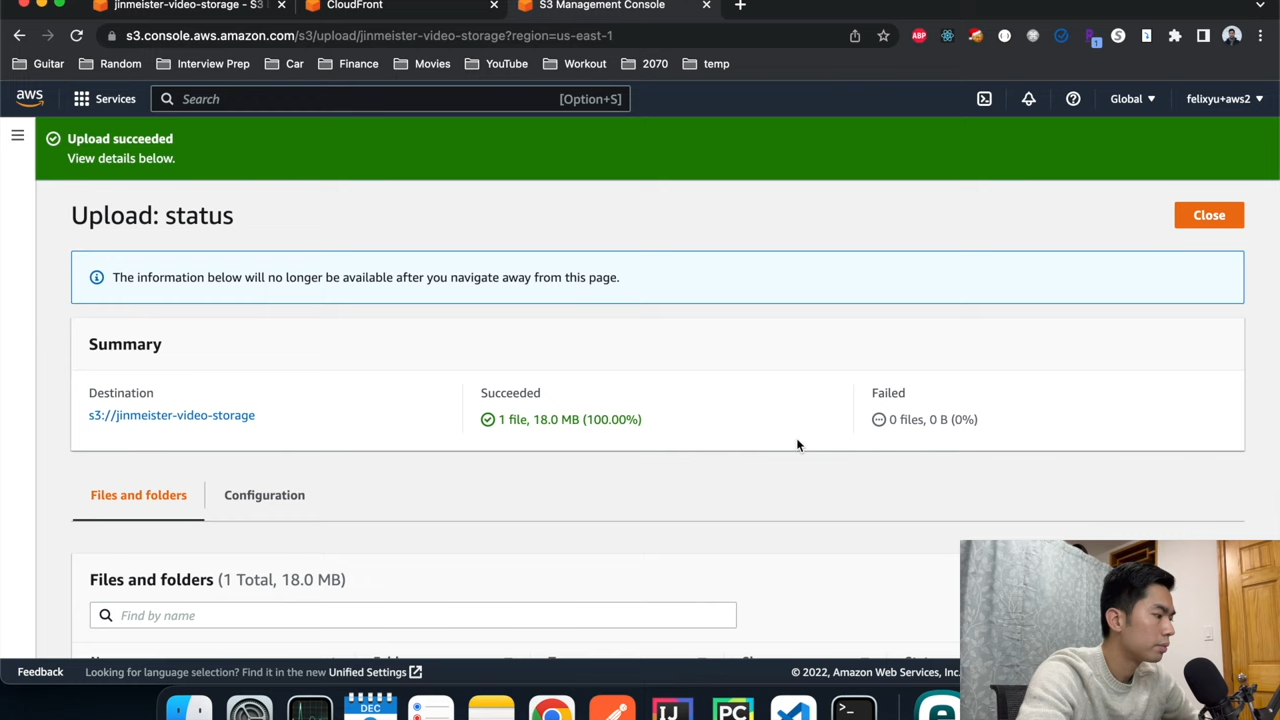 jinmeister-video-storage - S3
CloudFront
S3 Management Console
s3.console.aws.amazon.com/s3/upload/jinmeister-video-storage?region=us-east-1
Guitar
Random
Interview Prep
Car
Finance
Movies
YouTube
Workout
2070
temp
aws
Services
Search
[Option+S]
Global
felixyu+aws2
Upload succeeded
View details below.
Upload: status
Close
The information below will no longer be available after you navigate away from this page.
Summary
Destination
Succeeded
Failed
s3://jinmeister-video-storage
1 file, 18.0 MB (100.00%)
0 files, 0 B (0%)
Files and folders
Configuration
Files and folders (1 Total, 18.0 MB)
Find by name
Feedback
Looking for language selection? Find it in the new Unified Settings
© 2022, Amazon Web Services, Inc.
DEC
IJ
PC